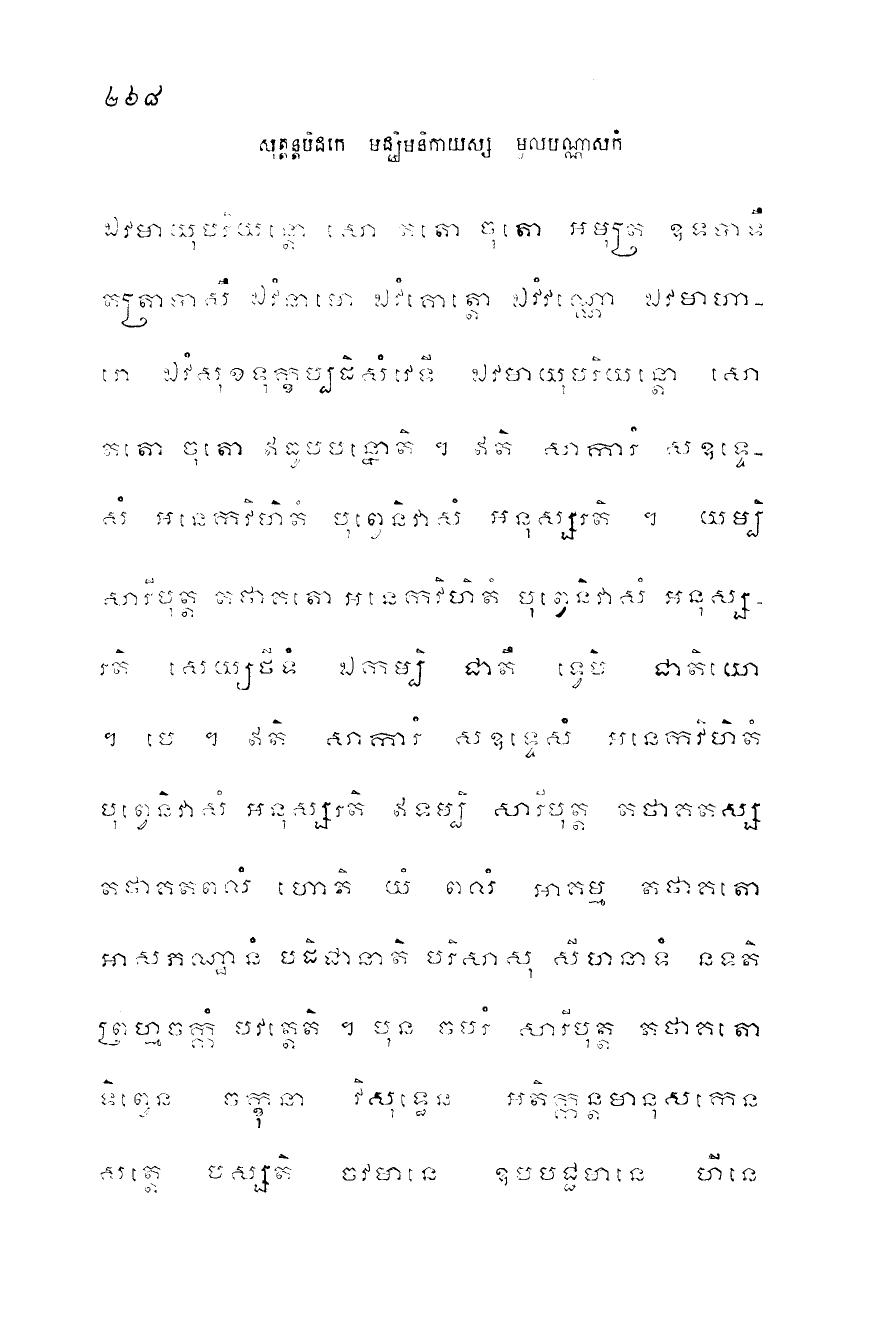 ២៦៨
សុត្តន្តបិដកេ មជ្ឈិមនិកាយស្ស មូលបណ្ណាសកំ
ឯវមាយុបរិយន្តោ សោ តតោ ចុតោ អមុត្រ ឧទបាទឹ
តត្រាបាសឹ ឯវំនាមោ ឯវំគោត្តោ ឯវំវណ្ណោ ឯវមាហា-
រោ ឯវំសុខទុក្ខប្បដិសំវេទី ឯវមាយុបរិយន្តោ សោ
តតោ ចុតោ ឥធូបបន្នោតិ ។ ឥតិ សាការំ សឧទ្ទេ-
សំ អនេកវិហិតំ បុព្វេនិវាសំ អនុស្សរតិ ។ យម្បិ
សារីបុត្ត តថាគតោ អនេកវិហិតំ បុព្វេនិវាសំ អនុស្ស-
រតិ សេយ្យថីទំ ឯកម្បិ ជាតឹ ទ្វេបិ ជាតិយោ
។ បេ ។ ឥតិ សាការំ សឧទ្ទេសំ អនេកវិហិតំ
បុព្វេនិវាសំ អនុស្សរតិ ឥទម្បិ សារីបុត្ត តថាគតស្ស
តថាគតពលំ ហោតិ យំ ពលំ អាគម្ម តថាគតោ
អាសភណ្ឋានំ បដិជានាតិ បរិសាសុ សីហនាទំ នទតិ
ព្រហ្មចក្កំ បវត្តេតិ ។ បុន ចបរំ សារីបុត្ត តថាគតោ
ទិព្វេន ចក្ខុនា វិសុទ្ធេន អតិក្កន្តមានុសកេន
សត្តេ បស្សតិ ចវមានេ ឧបបជ្ជមានេ ហីនេ